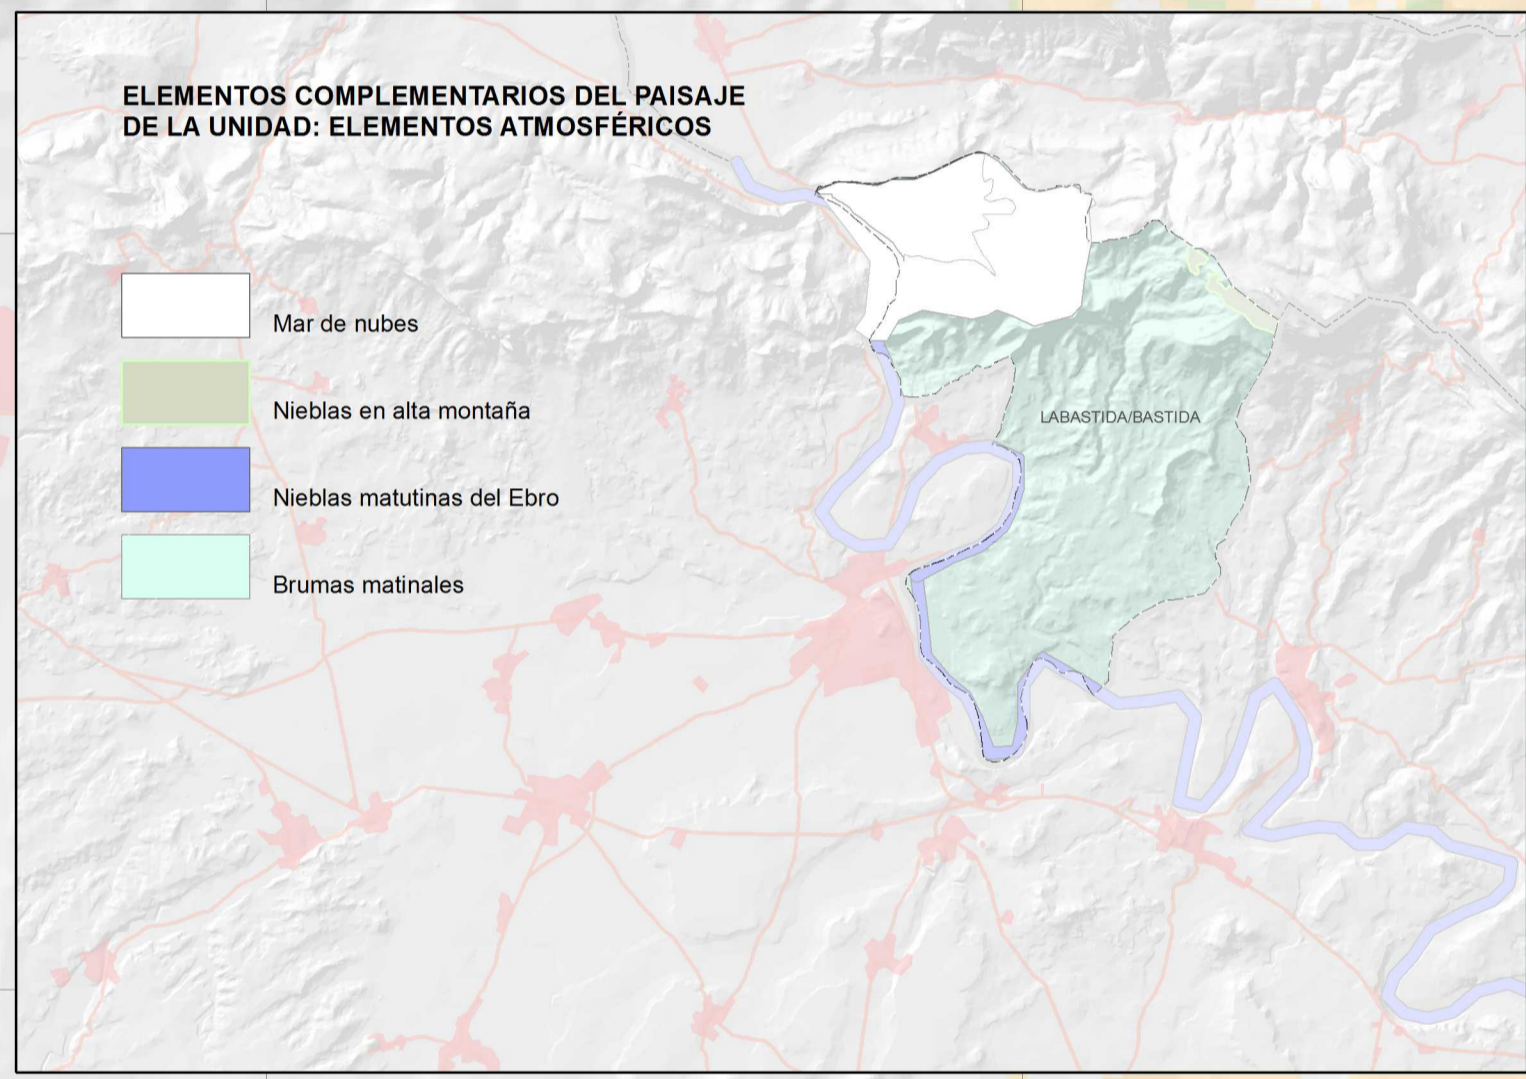 ELEMENTOS COMPLEMENTARIOS DEL PAISAJE
DE LA UNIDAD: ELEMENTOS ATMOSFÉRICOS
Mar de nubes
Nieblas en alta montaña
Nieblas matutinas del Ebro
Brumas matinales
LABASTIDA/BASTIDA